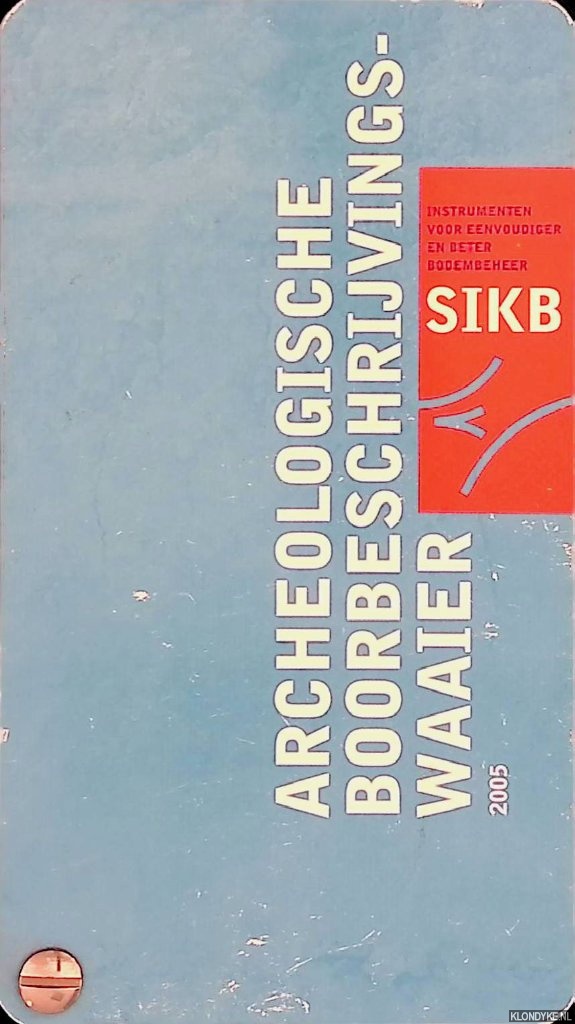 ARCHEOLOGISCHE
BOORBESCHRIJVINGS-
WAAIER
2005
INSTRUMENTEN
VOOR EENVOUDIGER
EN BETER
BODEMBEHEER
SIKB
KLONDYKE.NL